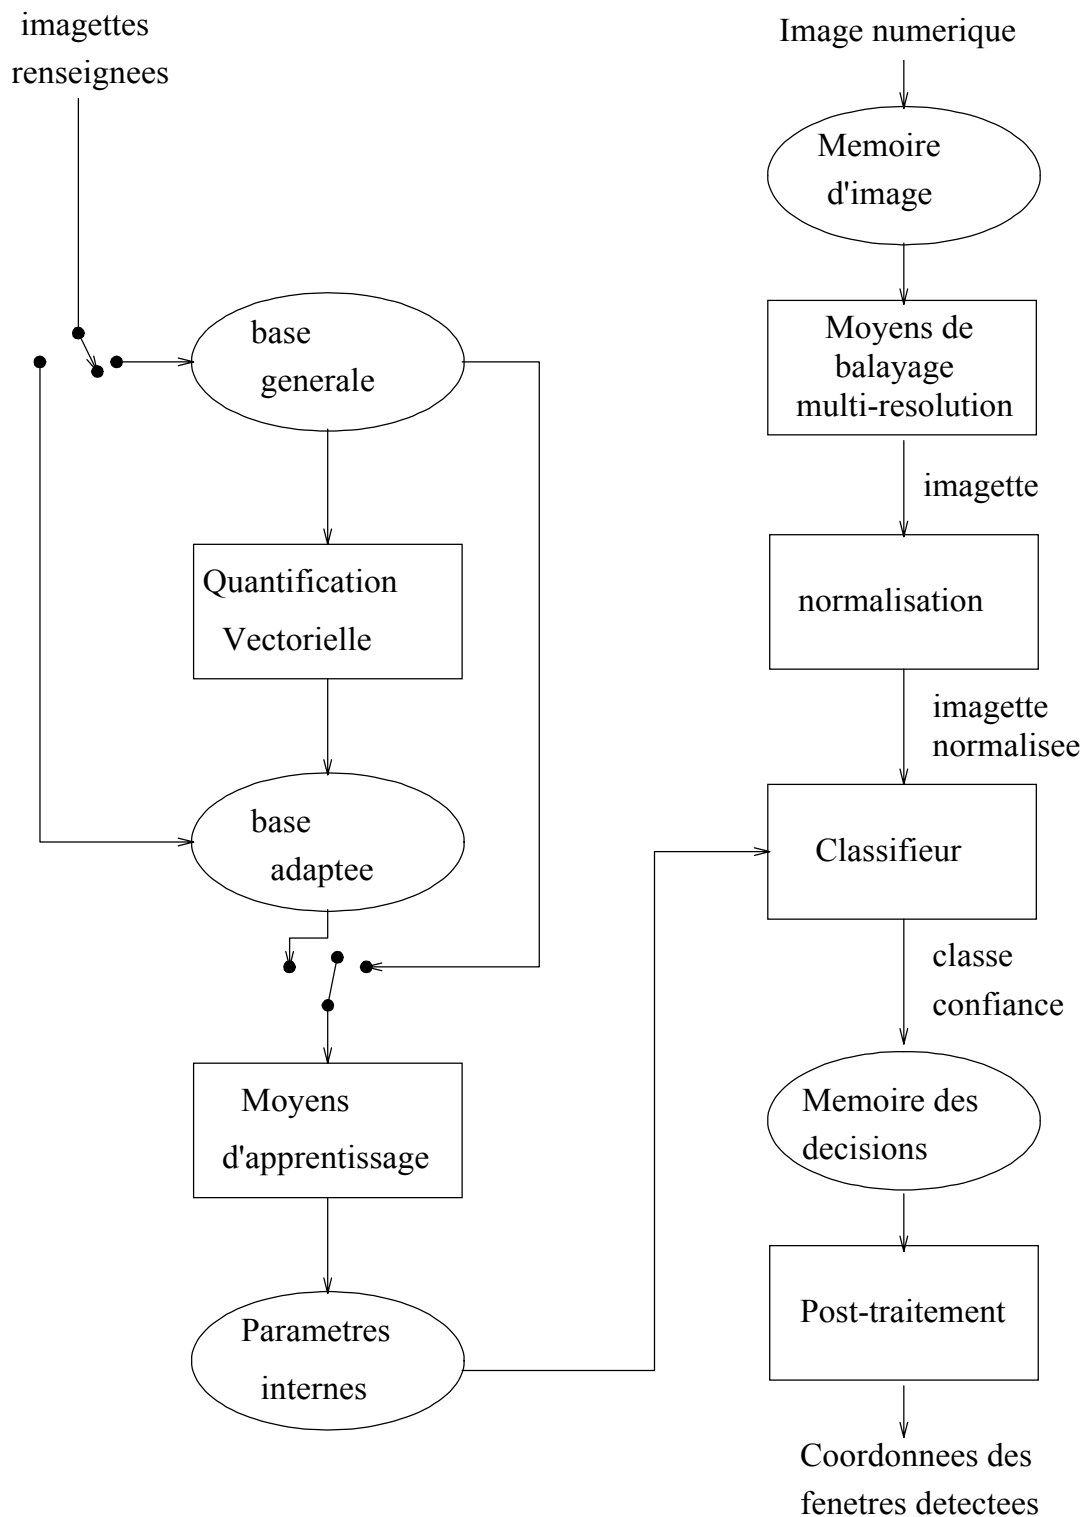 imagettes
renseignees
base
generale
Quantification
Vectorielle
base
adaptee
Moyens
d'apprentissage
Parametres
internes
Image numerique
Memoire
d'image
Moyens de
balayage
multi-resolution
imagette
normalisation
imagette
normalisee
Classifieur
classe
confiance
Memoire des
decisions
Post-traitement
Coordonnees des
fenetres detectees